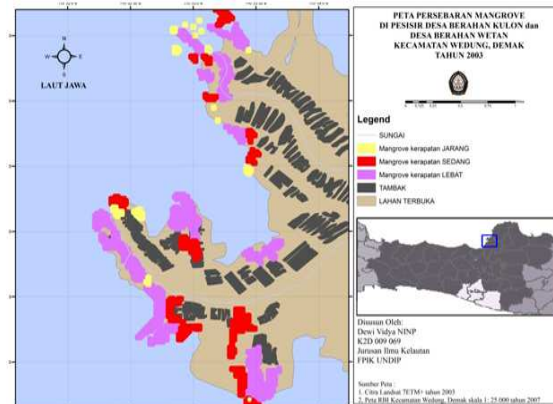 PETA PERSEBARAN MANGROVE
DI PESISIR DESA BERAHAN KULON dan
DESA BERAHAN WETAN
KECAMATAN WEDUNG, DEMAK
TAHUN 2003
N
W
E
S
LAUT JAWA
Legend
SUNGAI
Mangrove kerapatan JARANG
Mangrove kerapatan SEDANG
Mangrove kerapatan LEBAT
TAMBAK
LAHAN TERBUKA
Disusun Oleh:
Dewi Vidya NINP
K2D 009 069
Jurusan Ilmu Kelautan
FPIK UNDIP
Sumber Peta :
1. Citra Landsat 7ETM+ tahun 2003
2. Peta RBI Kecamatan Wedung, Demak skala 1 : 25 000 tahun 2007